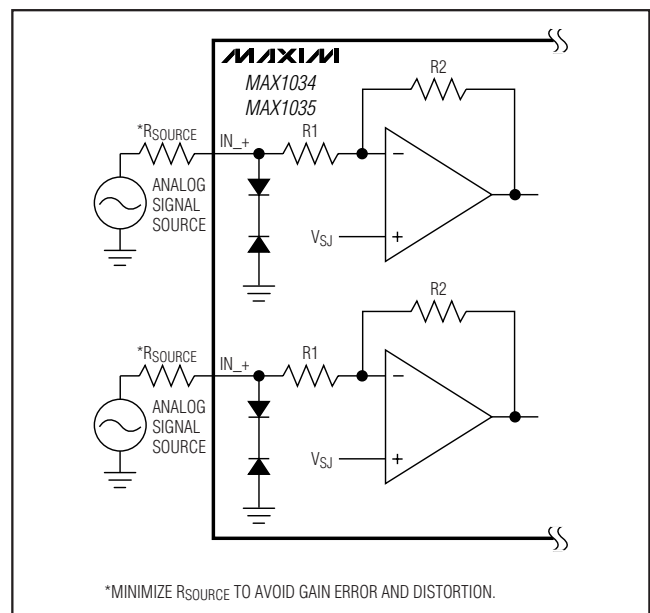 MAXIM
MAX1034
MAX1035
R2
*RSOURCE
IN_+
R1
ANALOG
SIGNAL
SOURCE
−
VSJ
+
R2
*RSOURCE
IN_+
R1
ANALOG
SIGNAL
SOURCE
−
VSJ
+
*MINIMIZE RSOURCE TO AVOID GAIN ERROR AND DISTORTION.